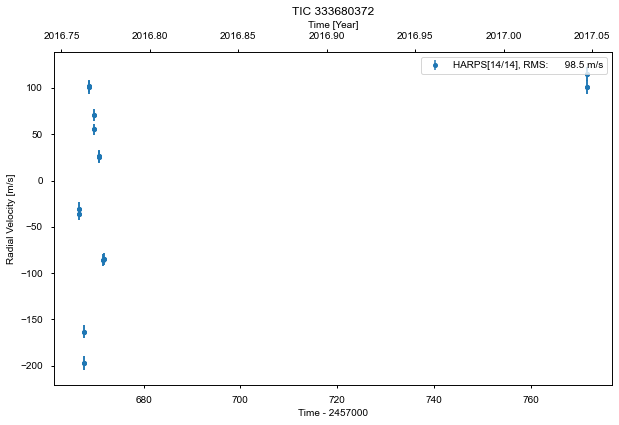 TIC 333680372
Time [Year]
2016.75 2016.80 2016.85 2016.90 2016.95 2017.00 2017.05
HARPS[14/14], RMS: 98.5 m/s
Radial Velocity [m/s]
100
50
0
−50
−100
−150
−200
680 700 720 740 760
Time - 2457000